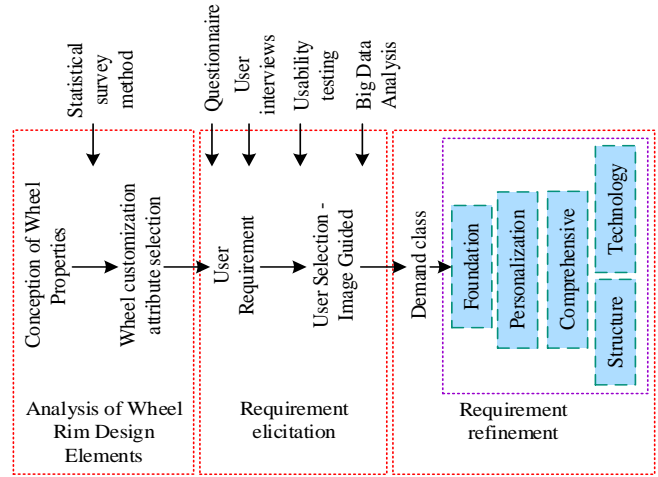 Statistical
survey
method
Questionnaire
User
interviews
Usability
testing
Big Data
Analysis
Conception of Wheel
Properties
Wheel customization
attribute selection
User
Requirement
User Selection -
Image Guided
Demand class
Foundation
Personalization
Comprehensive
Technology
Structure
Analysis of Wheel
Rim Design
Elements
Requirement
elicitation
Requirement
refinement